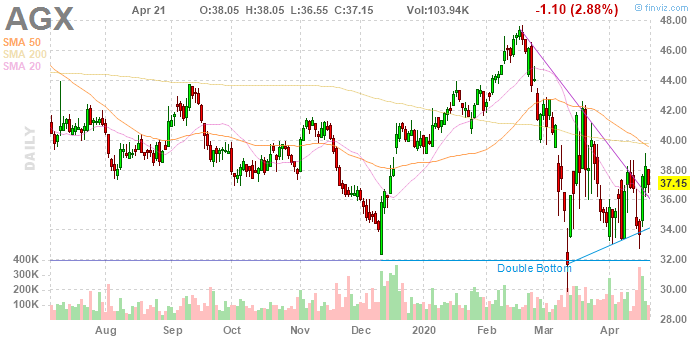 AGX
Apr 21 O:38.05 H:38.05 L:36.55 C:37.15 Vol:103.94K -1.10 (2.88%)
© finviz.com
SMA 50
SMA 200
SMA 20
DAILY
48.00
46.00
44.00
42.00
40.00
38.00
37.15
36.00
34.00
32.00
30.00
28.00
400K
300K
200K
100K
Double Bottom
Aug Sep Oct Nov Dec 2020 Feb Mar Apr